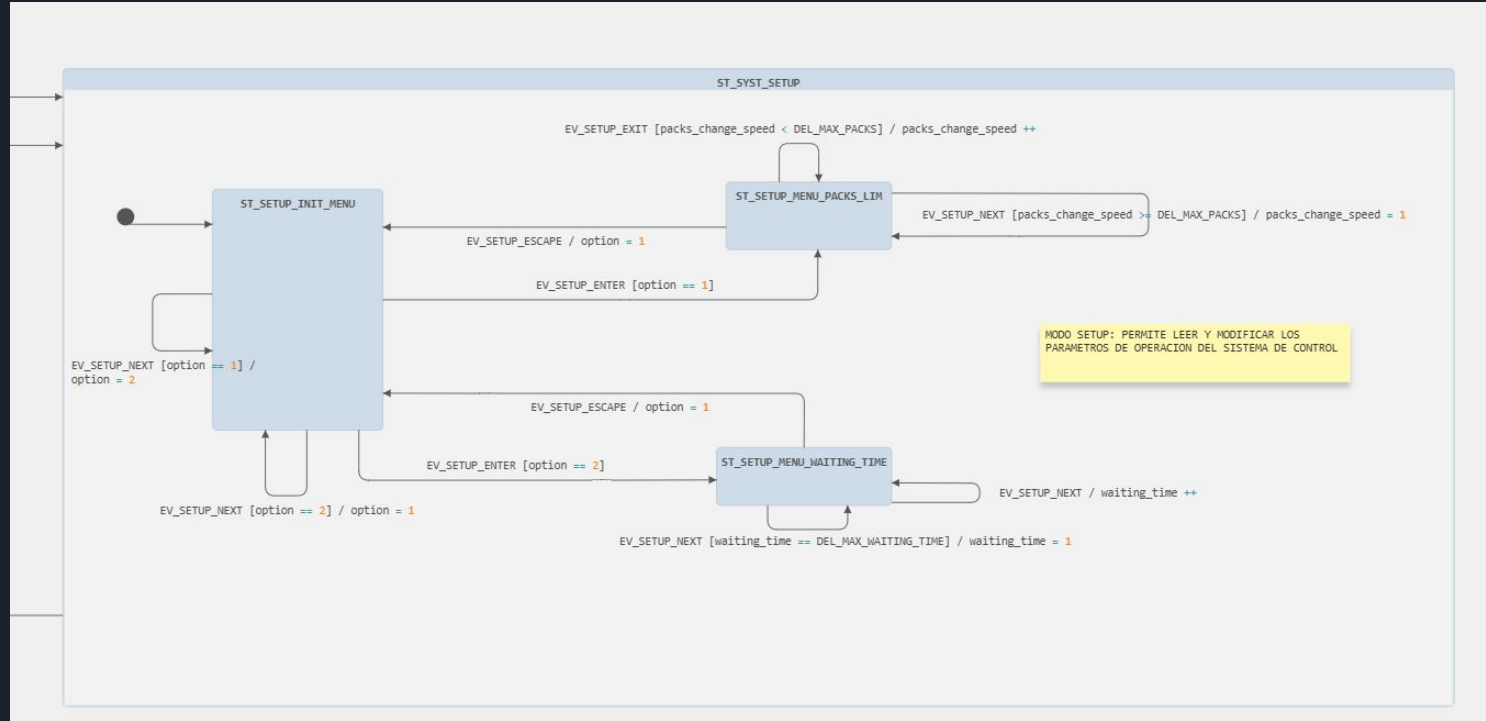 ST_SYST_SETUP
EV_SETUP_EXIT [packs_change_speed < DEL_MAX_PACKS] / packs_change_speed ++
ST_SETUP_INIT_MENU
ST_SETUP_MENU_PACKS_LIM
EV_SETUP_NEXT [packs_change_speed >= DEL_MAX_PACKS] / packs_change_speed = 1
EV_SETUP_ESCAPE / option = 1
EV_SETUP_ENTER [option == 1]
MODO SETUP: PERMITE LEER Y MODIFICAR LOS
PARAMETROS DE OPERACION DEL SISTEMA DE CONTROL
EV_SETUP_NEXT [option == 1] /
option = 2
EV_SETUP_ESCAPE / option = 1
EV_SETUP_ENTER [option == 2]
ST_SETUP_MENU_WAITING_TIME
EV_SETUP_NEXT / waiting_time ++
EV_SETUP_NEXT [option == 2] / option = 1
EV_SETUP_NEXT [waiting_time == DEL_MAX_WAITING_TIME] / waiting_time = 1